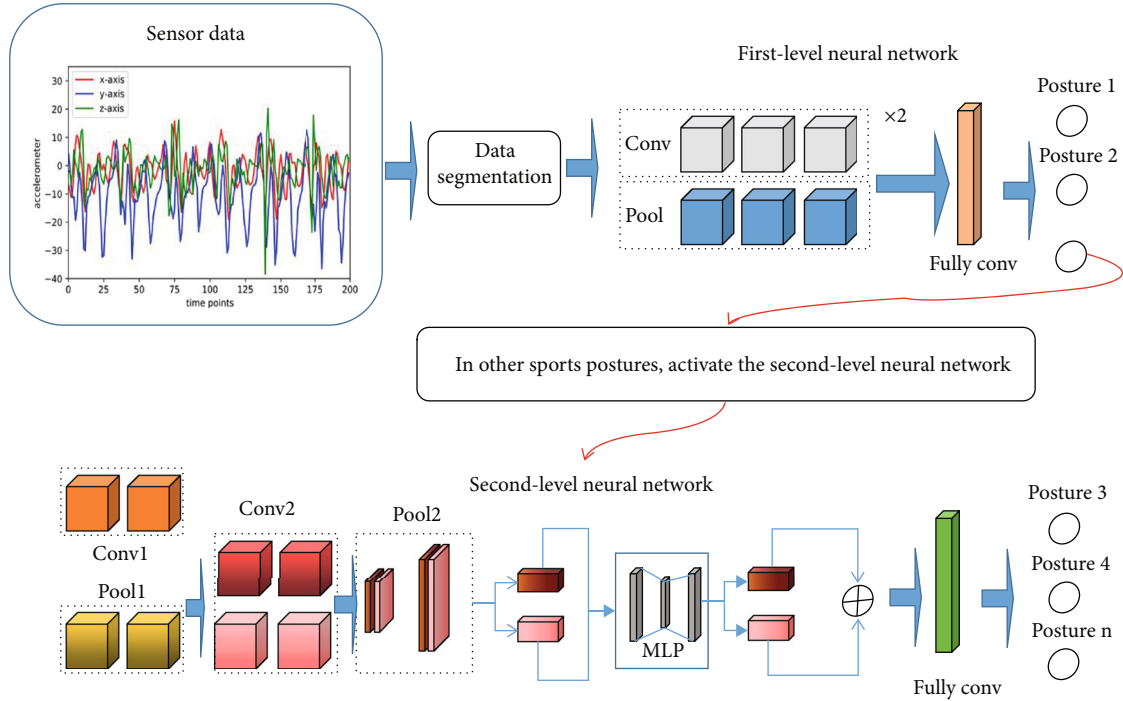 Sensor data
x-axis
y-axis
z-axis
accelerometer
30
20
10
0
−10
−20
−30
−40
0
25
50
75
100
125
150
175
200
time points
Data
segmentation
First-level neural network
Conv
×2
Pool
Fully conv
Posture 1
Posture 2
In other sports postures, activate the second-level neural network
Second-level neural network
Conv1
Pool1
Conv2
Pool2
MLP
Fully conv
Posture 3
Posture 4
Posture n